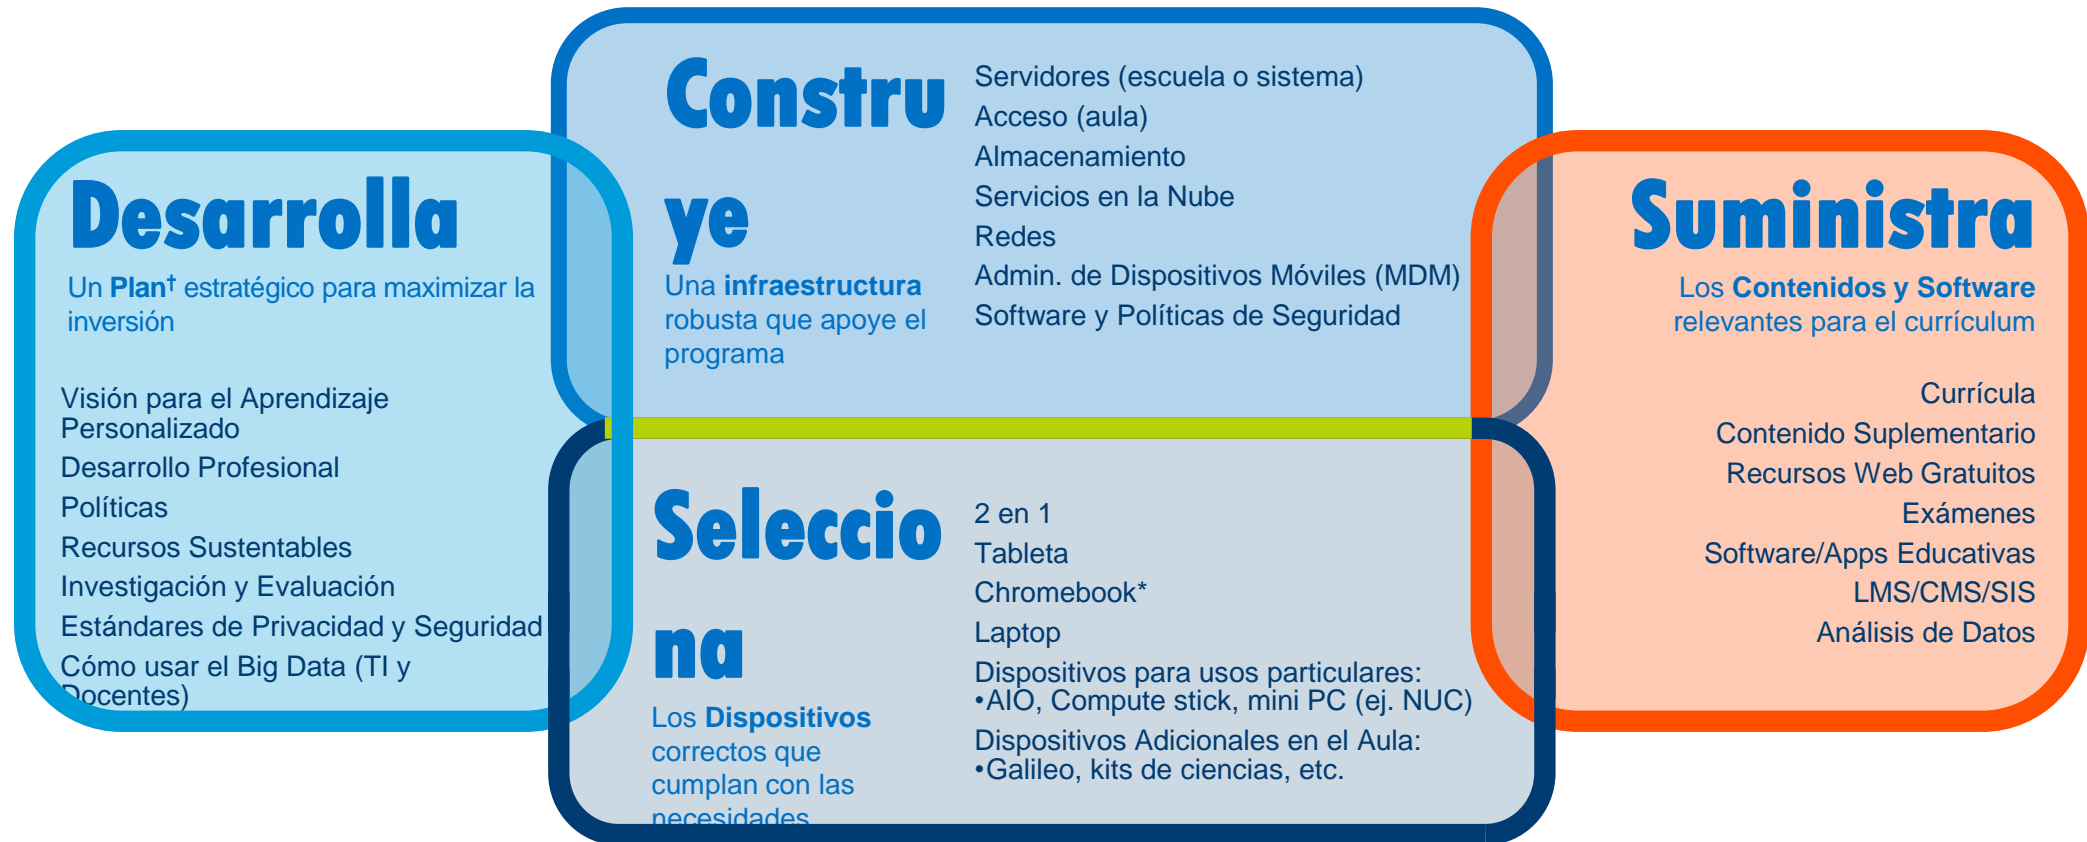 Desarrolla
Un Plan† estratégico para maximizar la
inversión
Visión para el Aprendizaje
Personalizado
Desarrollo Profesional
Políticas
Recursos Sustentables
Investigación y Evaluación
Estándares de Privacidad y Seguridad
Cómo usar el Big Data (TI y
Docentes)
Constru
ye
Una infraestructura
robusta que apoye el
programa
Servidores (escuela o sistema)
Acceso (aula)
Almacenamiento
Servicios en la Nube
Redes
Admin. de Dispositivos Móviles (MDM)
Software y Políticas de Seguridad
Seleccio
na
Los Dispositivos
correctos que
cumplan con las
necesidades
2 en 1
Tableta
Chromebook*
Laptop
Dispositivos para usos particulares:
•AIO, Compute stick, mini PC (ej. NUC)
Dispositivos Adicionales en el Aula:
•Galileo, kits de ciencias, etc.
Suministra
Los Contenidos y Software
relevantes para el currículum
Currícula
Contenido Suplementario
Recursos Web Gratuitos
Exámenes
Software/Apps Educativas
LMS/CMS/SIS
Análisis de Datos